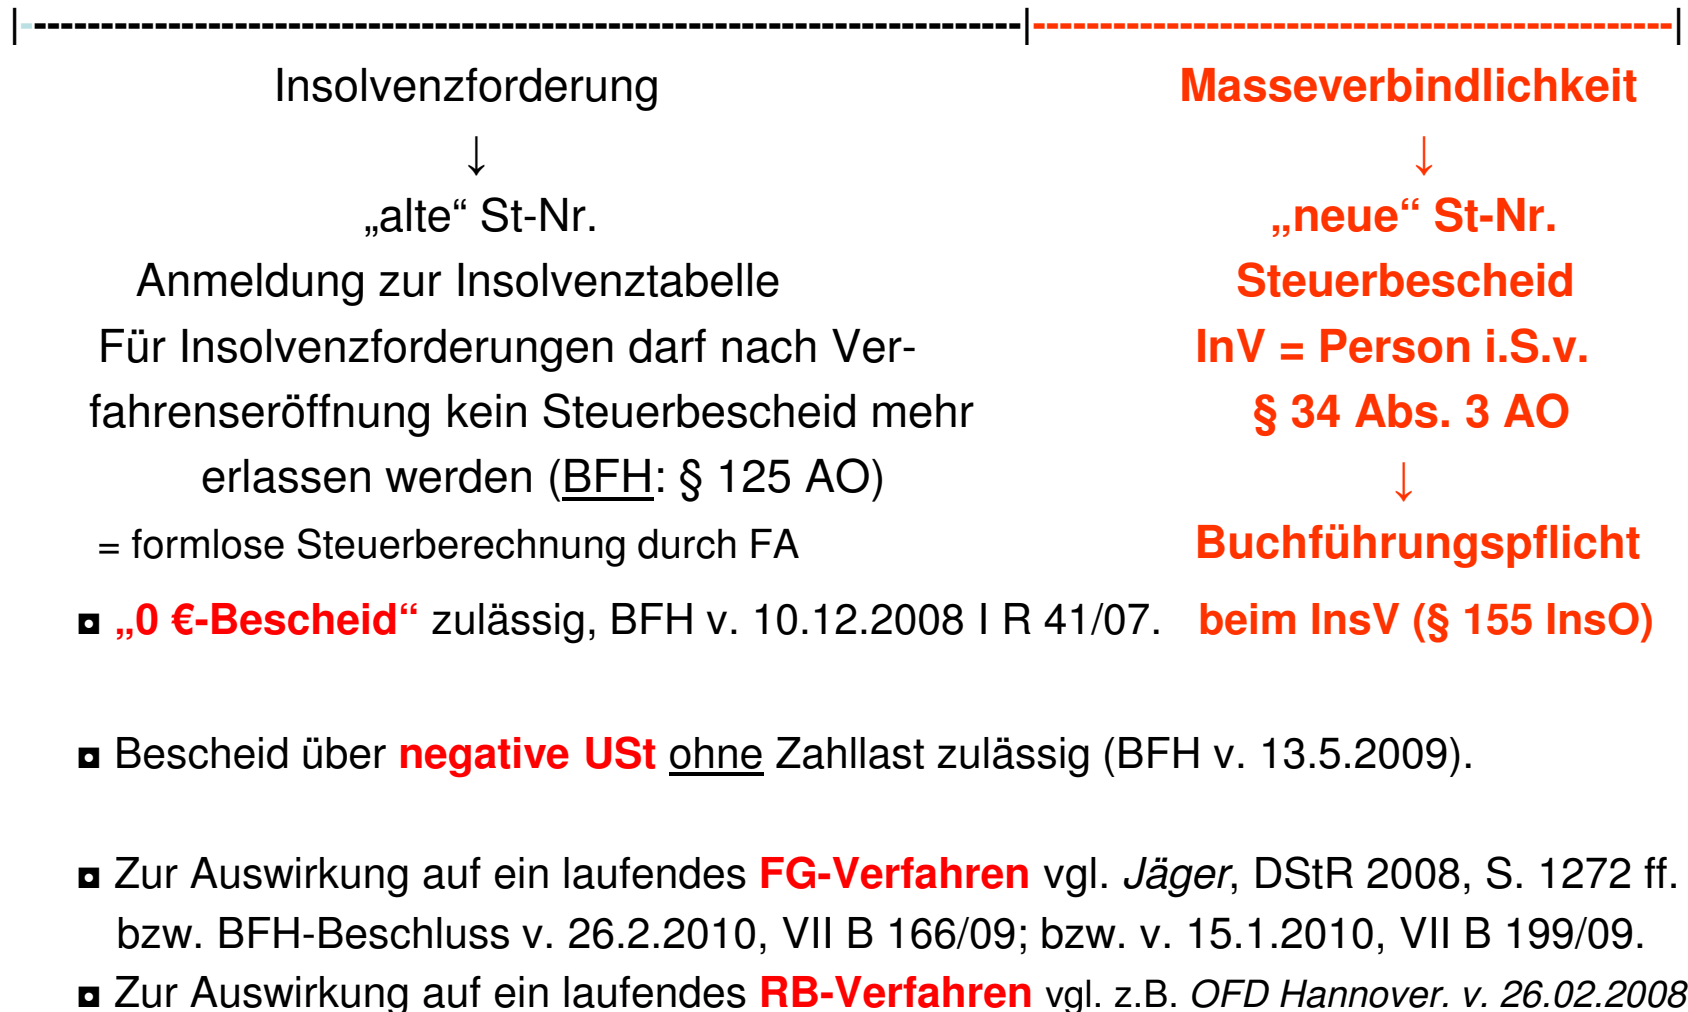 |---------------------------------------------------------------------------|------------------------------------------------|
Insolvenzforderung
↓
„alte“ St-Nr.
Anmeldung zur Insolvenztabelle
Für Insolvenzforderungen darf nach Ver-
fahrenseröffnung kein Steuerbescheid mehr
erlassen werden (BFH: § 125 AO)
= formlose Steuerberechnung durch FA
Masseverbindlichkeit
↓
„neue“ St-Nr.
Steuerbescheid
InV = Person i.S.v.
§ 34 Abs. 3 AO
↓
Buchführungspflicht
beim InsV (§ 155 InsO)
◘ „0 €-Bescheid“ zulässig, BFH v. 10.12.2008 I R 41/07.
◘ Bescheid über negative USt ohne Zahllast zulässig (BFH v. 13.5.2009).
◘ Zur Auswirkung auf ein laufendes FG-Verfahren vgl. Jäger, DStR 2008, S. 1272 ff.
bzw. BFH-Beschluss v. 26.2.2010, VII B 166/09; bzw. v. 15.1.2010, VII B 199/09.
◘ Zur Auswirkung auf ein laufendes RB-Verfahren vgl. z.B. OFD Hannover. v. 26.02.2008